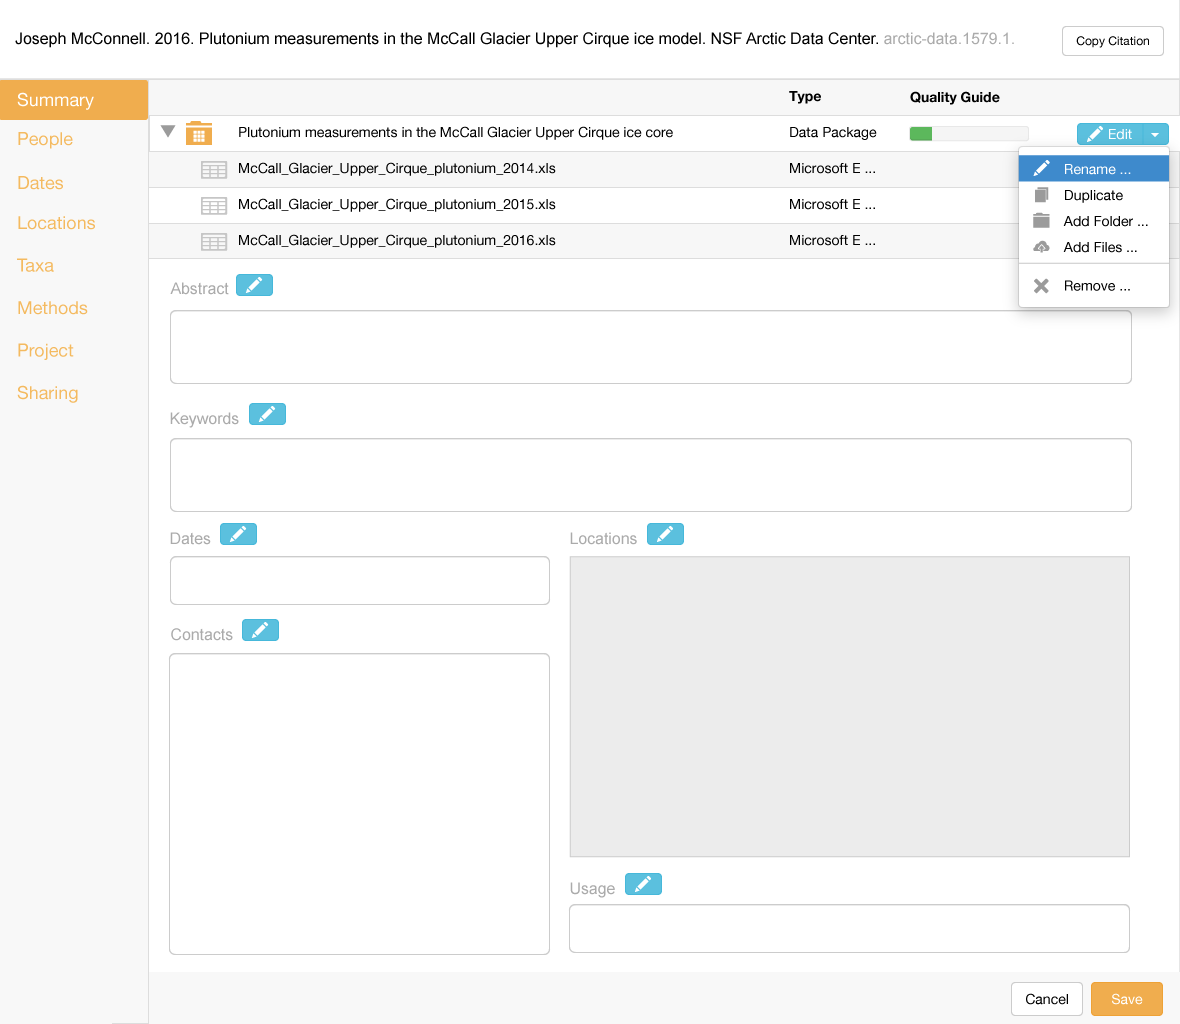 Joseph McConnell. 2016. Plutonium measurements in the McCall Glacier Upper Cirque ice model. NSF Arctic Data Center. arctic-data.1579.1.
Copy Citation
Summary
People
Dates
Locations
Taxa
Methods
Project
Sharing
Type Quality Guide
Plutonium measurements in the McCall Glacier Upper Cirque ice core Data Package Edit
McCall_Glacier_Upper_Cirque_plutonium_2014.xls Microsoft E ...
McCall_Glacier_Upper_Cirque_plutonium_2015.xls Microsoft E ...
McCall_Glacier_Upper_Cirque_plutonium_2016.xls Microsoft E ...
Rename ...
Duplicate
Add Folder ...
Add Files ...
Remove ...
Abstract
Keywords
Dates
Locations
Contacts
Usage
Cancel
Save